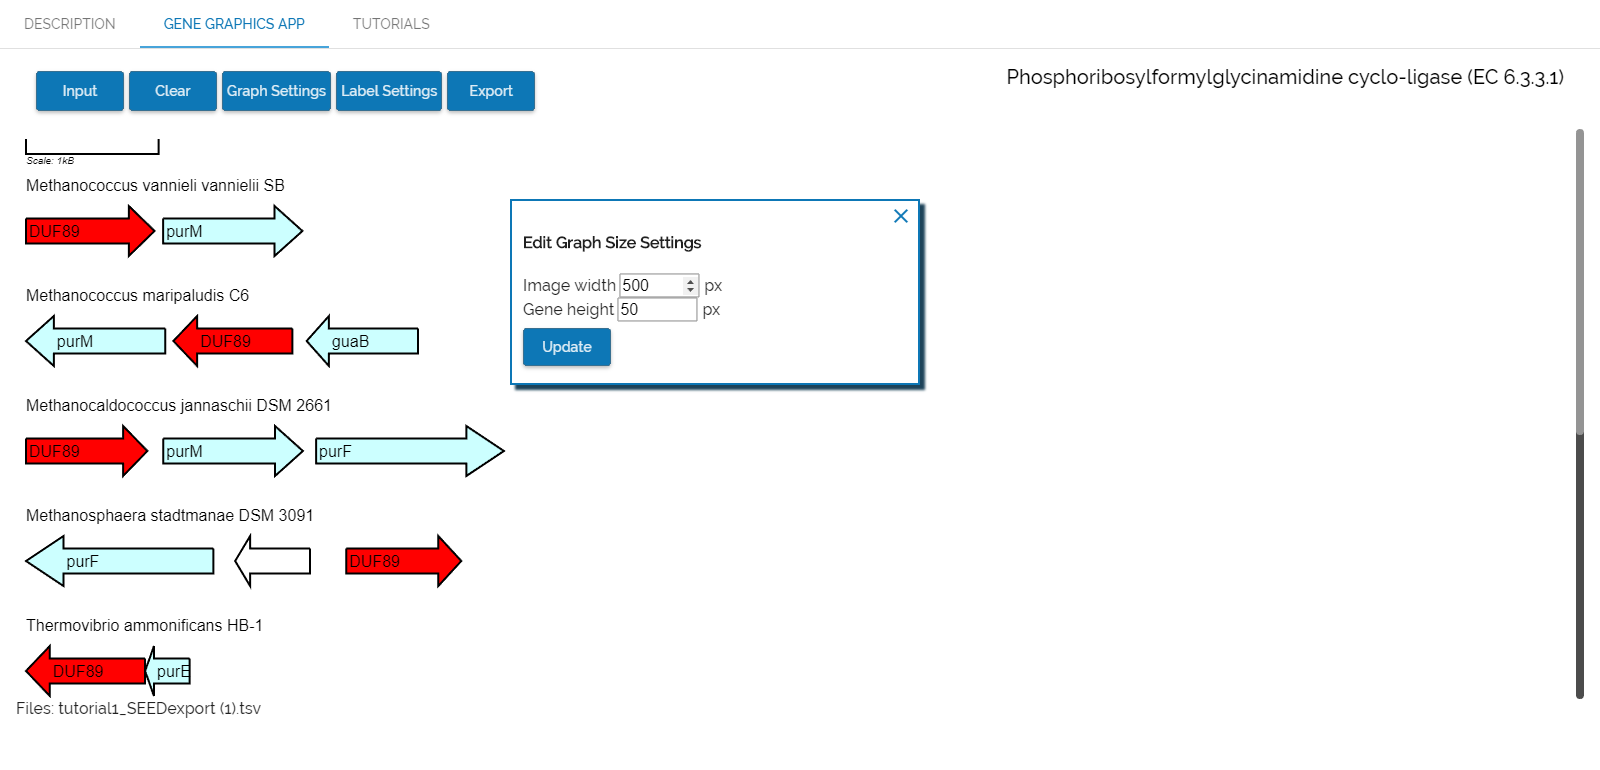 DESCRIPTION GENE GRAPHICS APP TUTORIALS
Input Clear Graph Settings Label Settings Export
Phosphoribosylformylglycinamidine cyclo-ligase (EC 6.3.3.1)
Scale: 1kB
Methanococcus vannieli vannielii SB
DUF89 purM
Edit Graph Size Settings
Image width 500 px
Gene height 50 px
Update
Methanococcus maripaludis C6
purM DUF89 guaB
Methanocaldococcus jannaschii DSM 2661
DUF89 purM purF
Methanosphaera stadtmanae DSM 3091
purF DUF89
Thermovibrio ammonificans HB-1
DUF89 purE
Files: tutorial1_SEEDexport (1).tsv